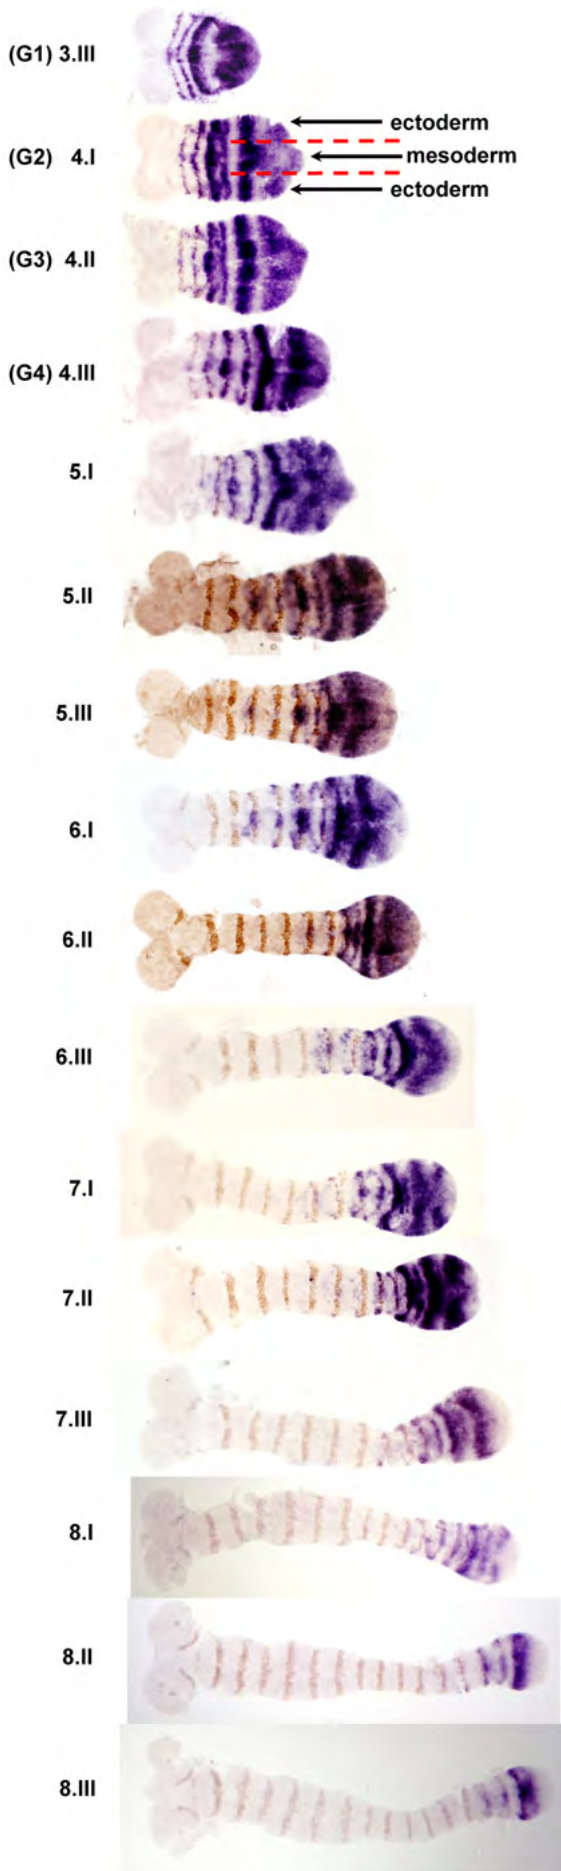 (G1) 3.III
ectoderm
(G2) 4.I
mesoderm
ectoderm
(G3) 4.II
(G4) 4.III
5.I
5.II
5.III
6.I
6.II
6.III
7.I
7.II
7.III
8.I
8.II
8.III